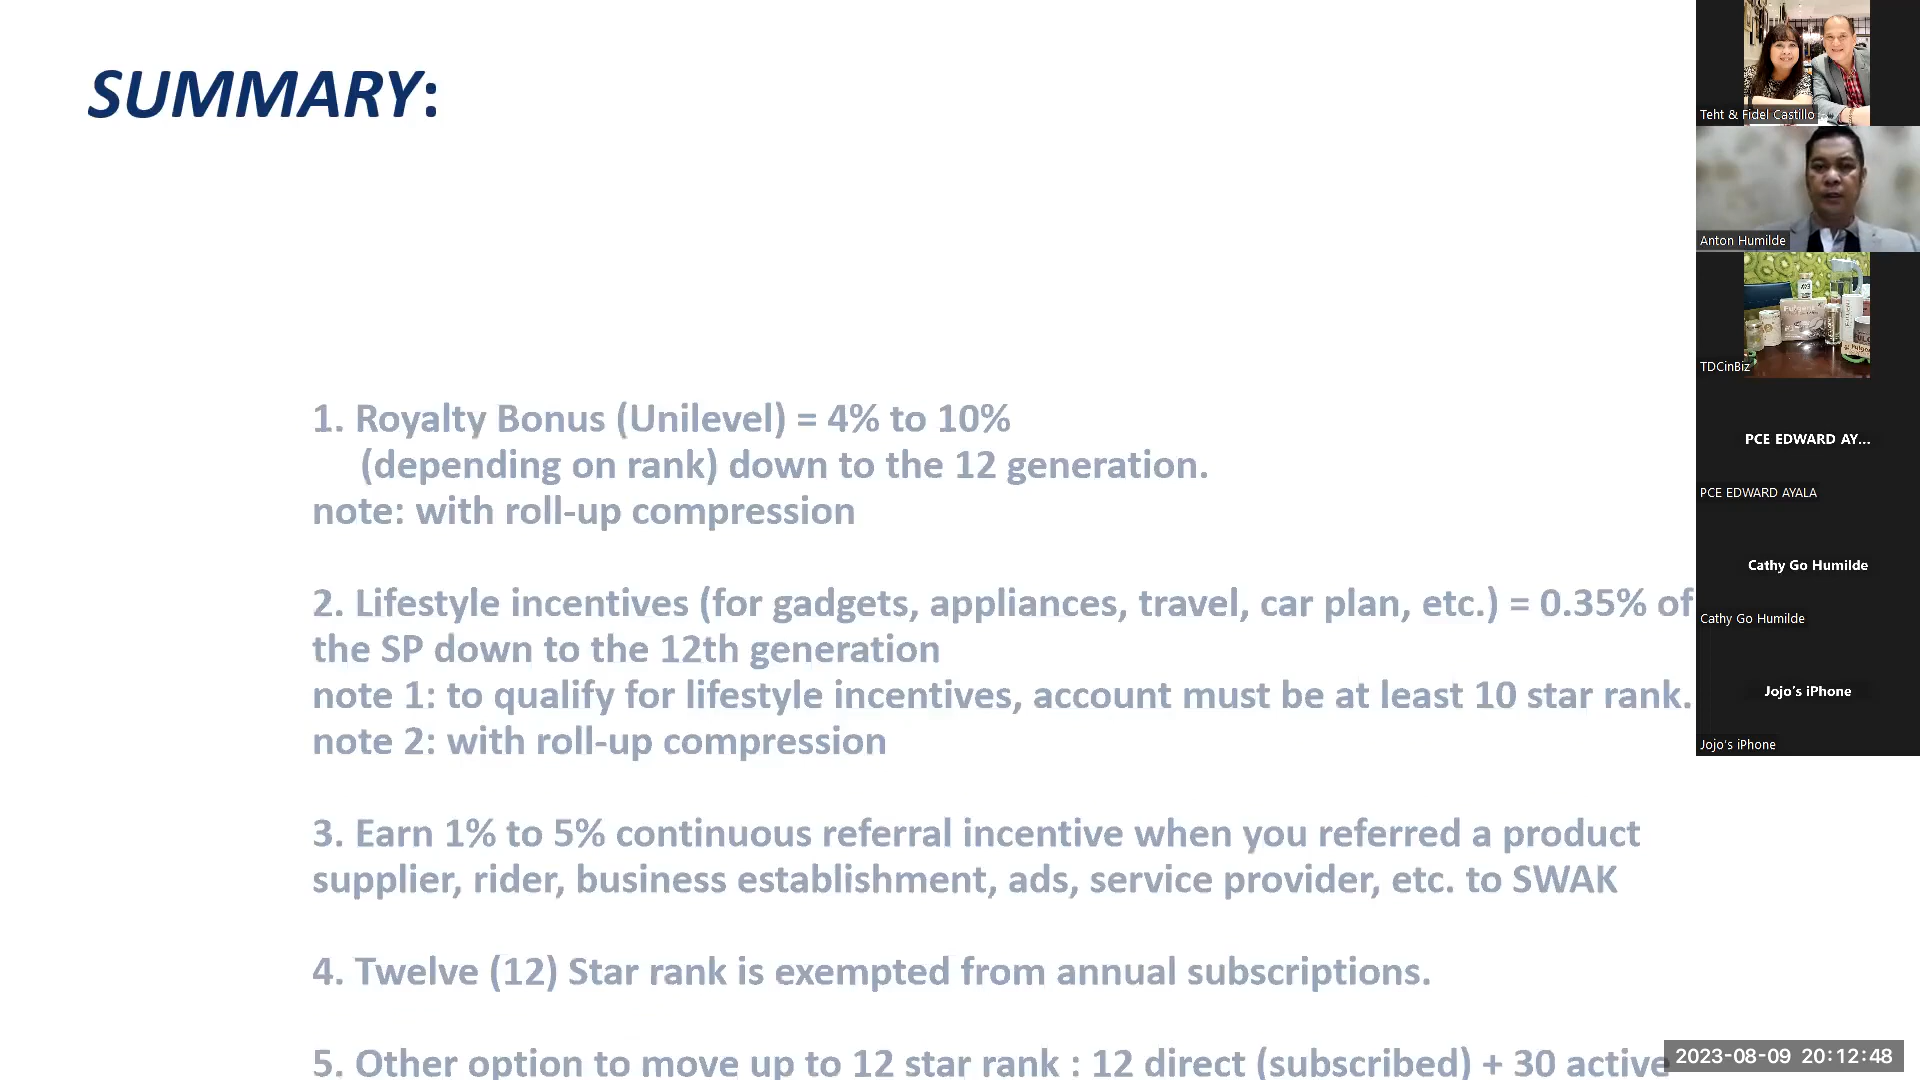 SUMMARY:
1. Royalty Bonus (Unilevel) = 4% to 10%
(depending on rank) down to the 12 generation.
note: with roll-up compression
2. Lifestyle incentives (for gadgets, appliances, travel, car plan, etc.) = 0.35% of
the SP down to the 12th generation
note 1: to qualify for lifestyle incentives, account must be at least 10 star rank.
note 2: with roll-up compression
3. Earn 1% to 5% continuous referral incentive when you referred a product
supplier, rider, business establishment, ads, service provider, etc. to SWAK
4. Twelve (12) Star rank is exempted from annual subscriptions.
5. Other option to move up to 12 star rank : 12 direct (subscribed) + 30 active
Teht & Fidel Castillo
Anton Humilde
TDCinBiz
PCE EDWARD AY...
PCE EDWARD AYALA
Cathy Go Humilde
Cathy Go Humilde
Jojo's iPhone
Jojo's iPhone
2023-08-09 20:12:48